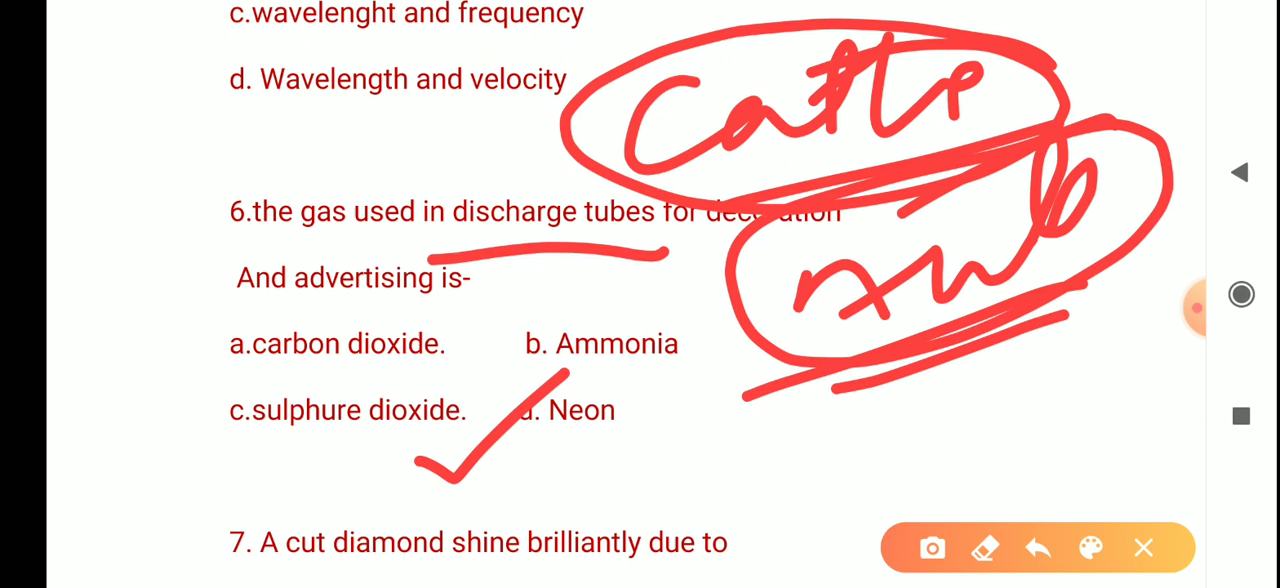 c.wavelenght and frequency
d. Wavelength and velocity
6.the gas used in discharge tubes for decoration
And advertising is-
a.carbon dioxide. b. Ammonia
c.sulphure dioxide. d. Neon
7. A cut diamond shine brilliantly due to